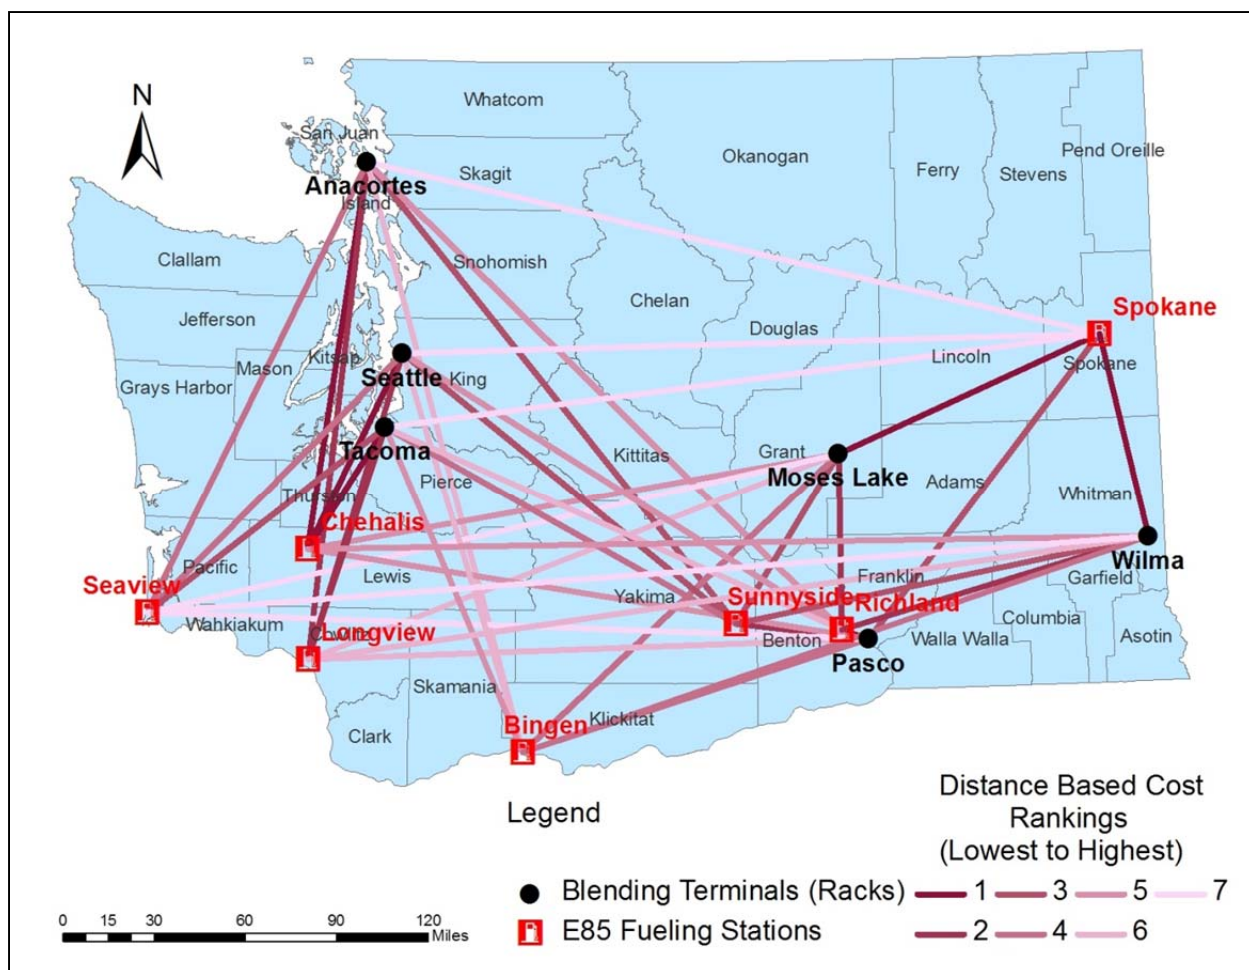 N
Whatcom
San Juan
Okanogan
Pend Oreille
Skagit
Ferry
Stevens
Anacortes
Island
Clallam
Snohomish
Chelan
Spokane
Jefferson
Douglas
Kitsap
Mason
Lincoln
Spokane
Seattle
King
Grays Harbor
Tacoma
Kittitas
Grant
Moses Lake
Pierce
Adams
Thurston
Whitman
Chehalis
Wilma
Pacific
Lewis
Franklin
Garfield
Seaview
Yakima
Sunnyside
Richland
Columbia
Wahkiakum
Longview
Benton
Walla Walla
Asotin
Pasco
Skamania
Bingen
Klickitat
Clark
Legend
Distance Based Cost
Rankings
(Lowest to Highest)
Blending Terminals (Racks)
1
3
5
7
E85 Fueling Stations
2
4
6
0
15
30
60
90
120
Miles